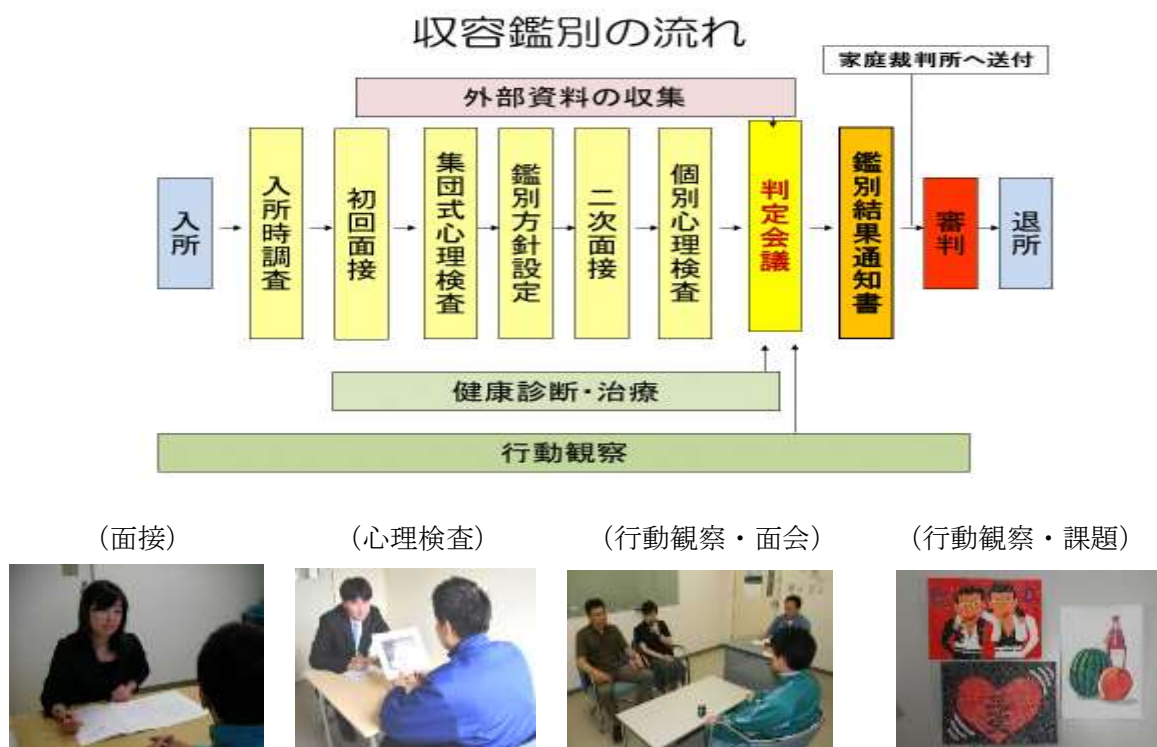 収容鑑別の流れ
家庭裁判所へ送付
外部資料の収集
入所
入所時調査
初回面接
集団式心理検査
鑑別方針設定
二次面接
個別心理検査
判定会議
鑑別結果通知書
審判
退所
健康診断・治療
行動観察
(面接)
(心理検査)
(行動観察・面会)
(行動観察・課題)